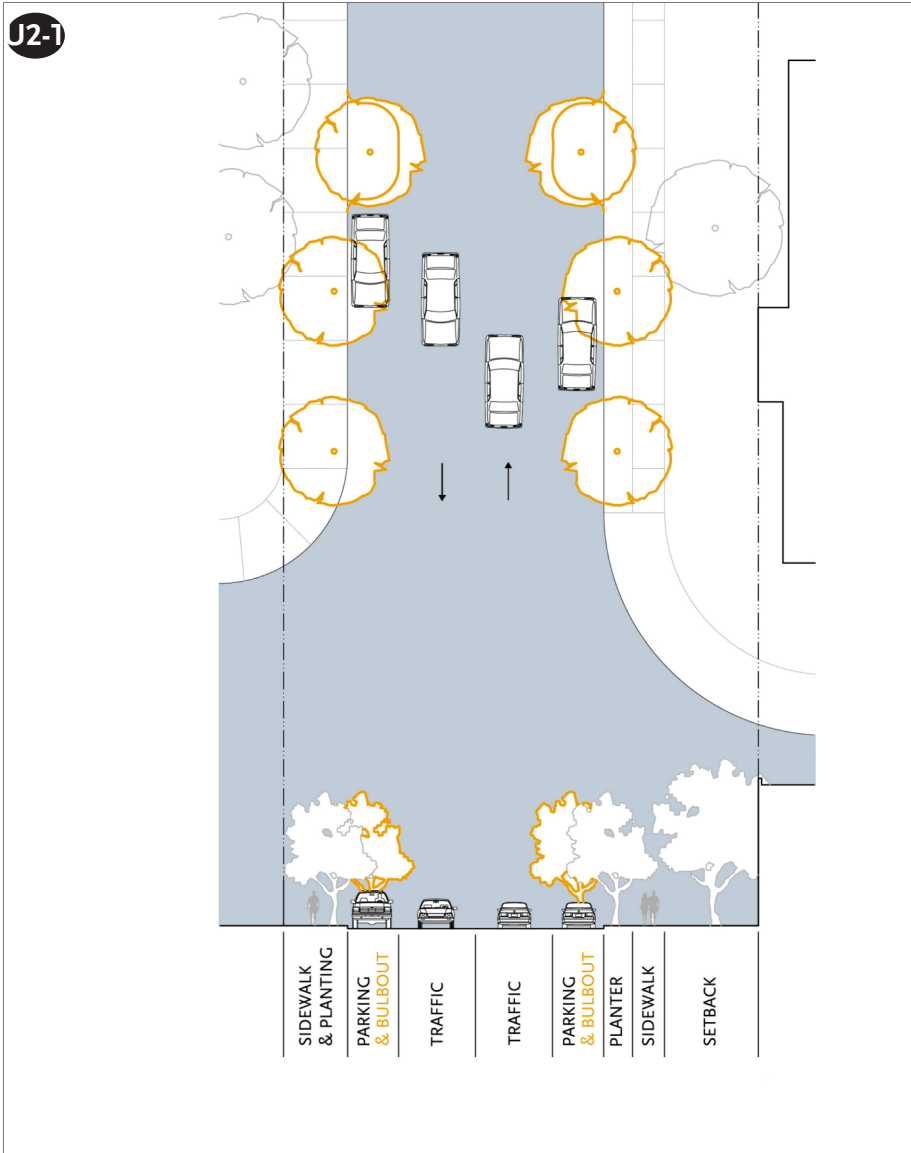 U2-1
SIDEWALK
& PLANTING
PARKING
& BULBOUT
TRAFFIC
TRAFFIC
PARKING
& BULBOUT
PLANTER
SIDEWALK
SETBACK